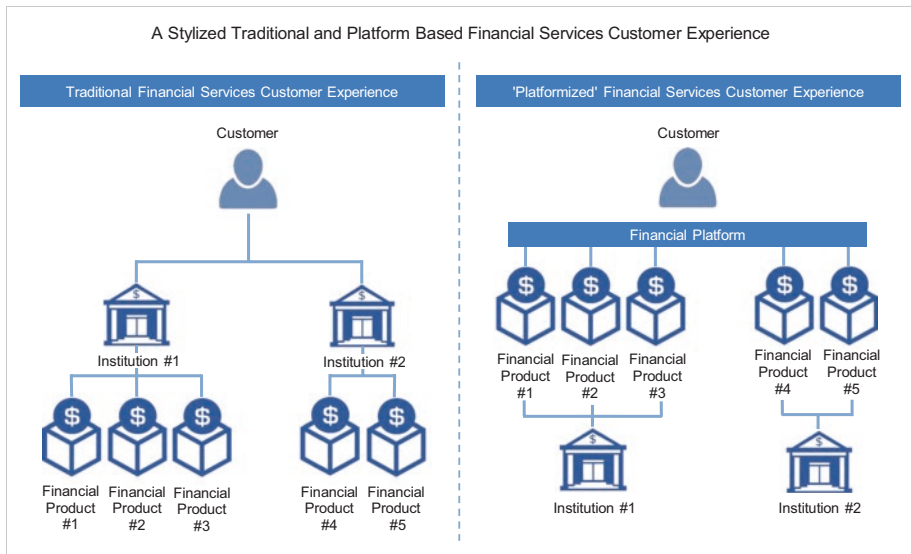 A Stylized Traditional and Platform Based Financial Services Customer Experience
Traditional Financial Services Customer Experience
Customer
$
$
Institution #1
Institution #2
$
$
$
$
$
Financial
Product
#1
Financial
Product
#2
Financial
Product
#3
Financial
Product
#4
Financial
Product
#5
'Platformized' Financial Services Customer Experience
Customer
Financial Platform
$
$
$
$
$
Financial
Product
#1
Financial
Product
#2
Financial
Product
#3
Financial
Product
#4
Financial
Product
#5
$
$
Institution #1
Institution #2